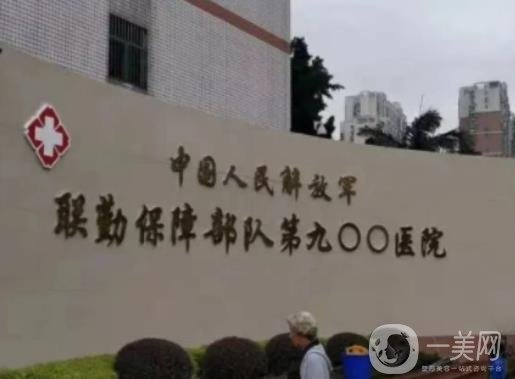 中国人民解放军
联勤保障部队第九〇〇医院
一美网